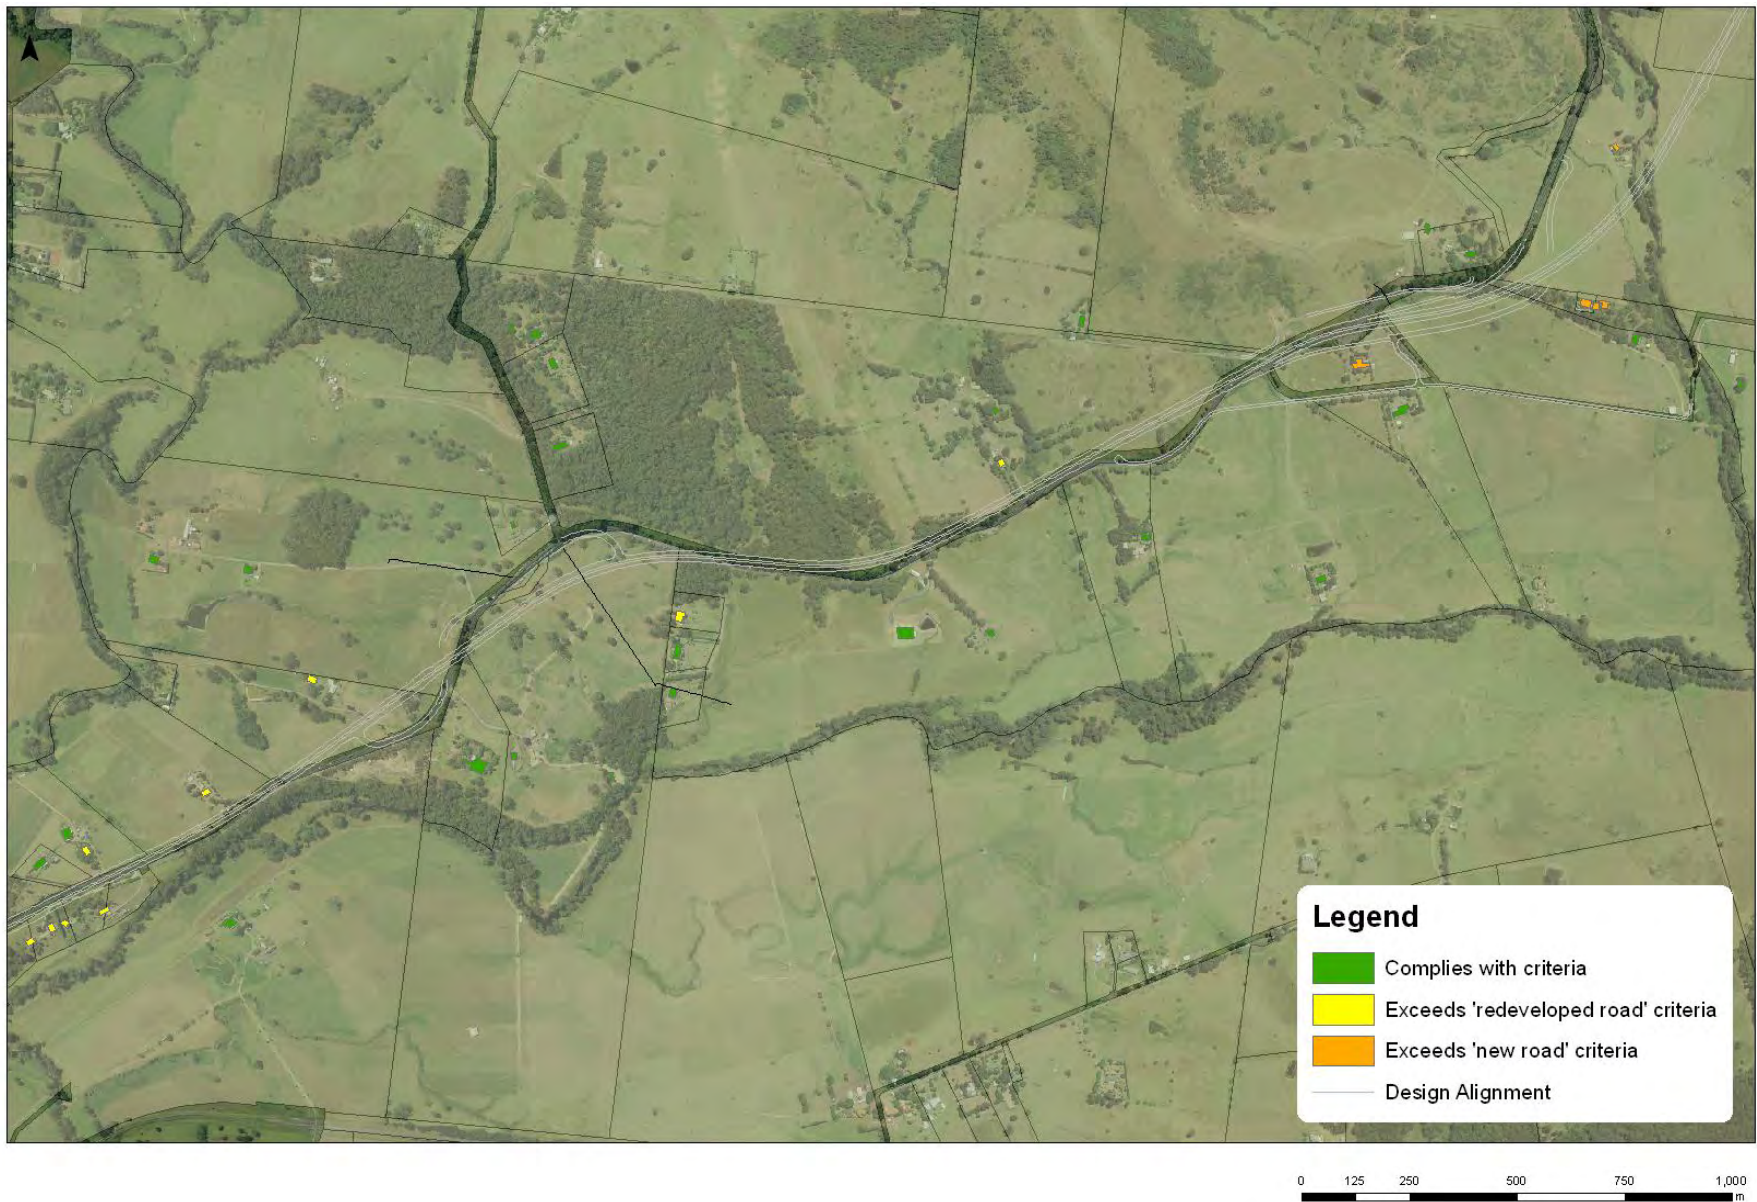 Legend
Complies with criteria
Exceeds 'redeveloped road' criteria
Exceeds 'new road' criteria
Design Alignment
0 125 250 500 750 1,000
m